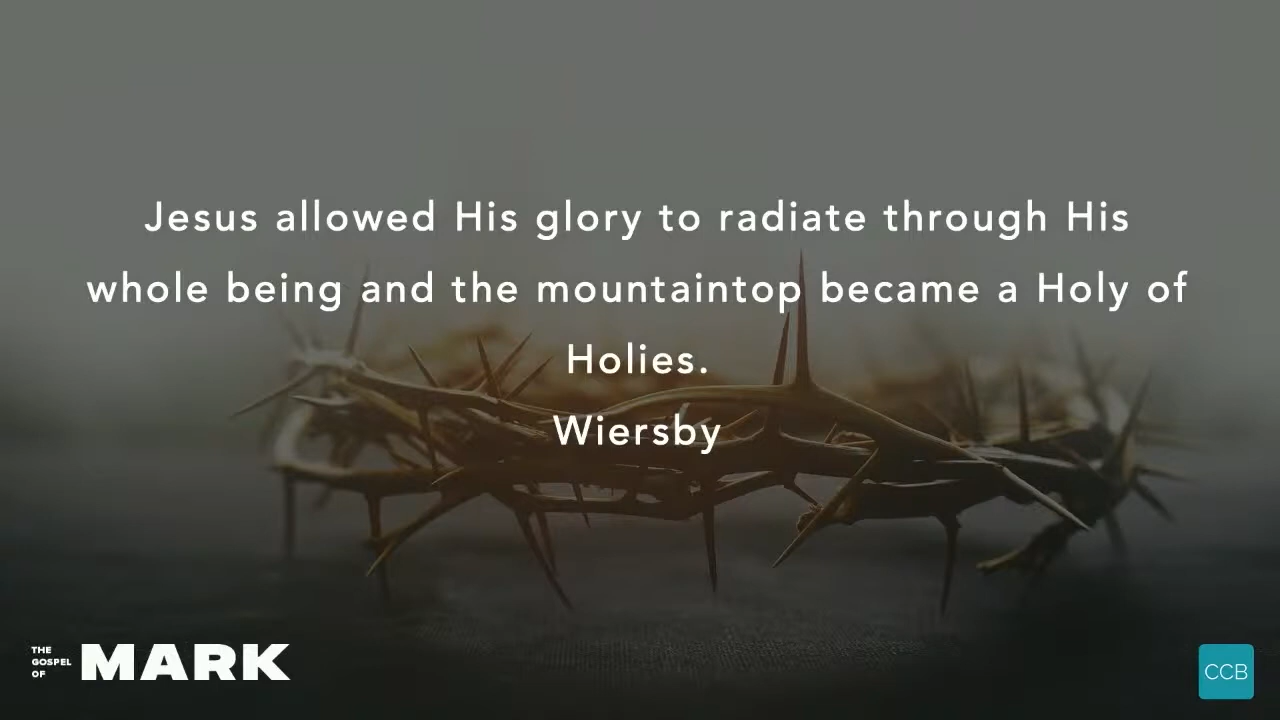 Jesus allowed His glory to radiate through His
whole being and the mountaintop became a Holy of
Holies.
Wiersby
THE
GOSPEL
OF
MARK
CCB